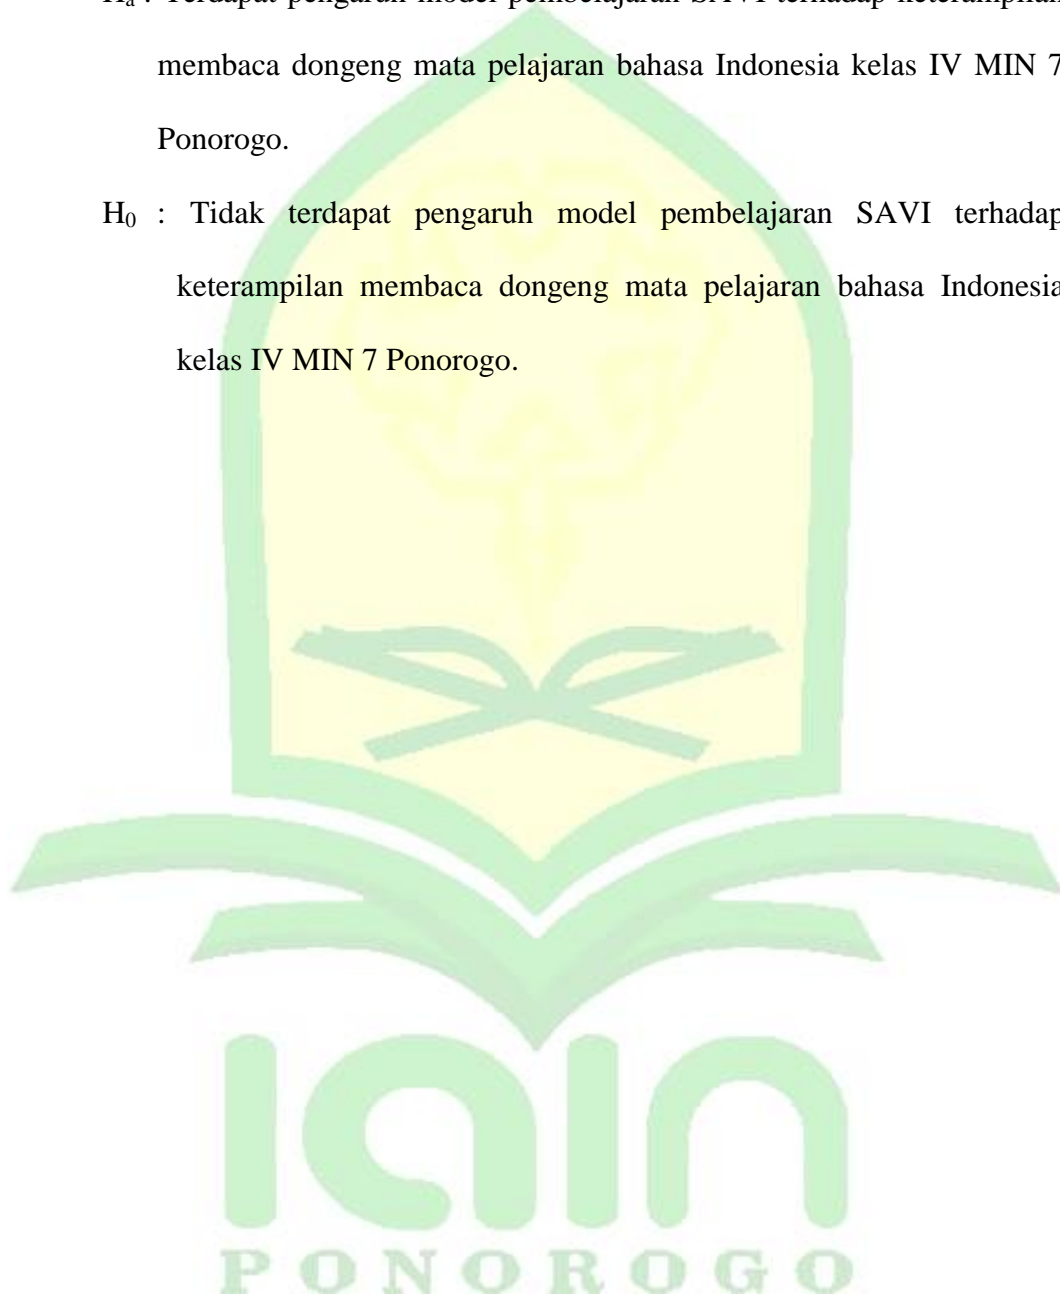 Hₐ : Terdapat pengaruh model pembelajaran SAVI terhadap keterampilan
membaca dongeng mata pelajaran bahasa Indonesia kelas IV MIN 7
Ponorogo.
H₀ : Tidak terdapat pengaruh model pembelajaran SAVI terhadap
keterampilan membaca dongeng mata pelajaran bahasa Indonesia
kelas IV MIN 7 Ponorogo.
iain
PONOROGO